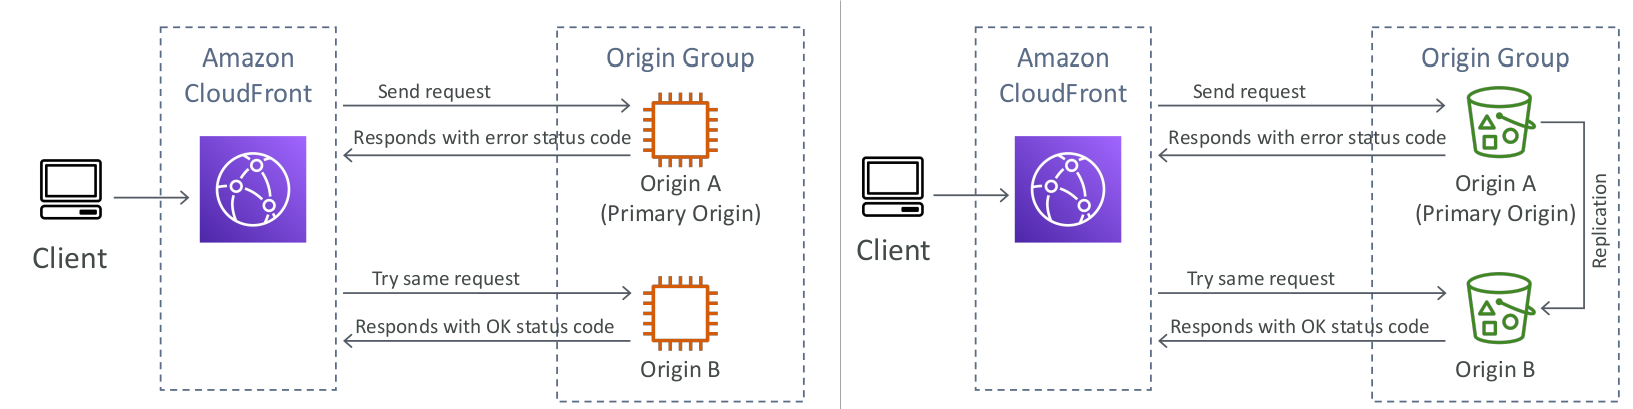 Amazon
CloudFront
Origin Group
Send request
Responds with error status code
Origin A
(Primary Origin)
Client
Try same request
Responds with OK status code
Origin B
Amazon
CloudFront
Origin Group
Send request
Responds with error status code
Origin A
(Primary Origin)
Replication
Client
Try same request
Responds with OK status code
Origin B